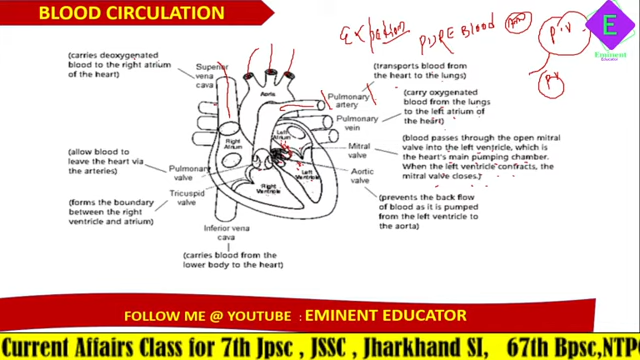 BLOOD CIRCULATION
PURE BLOOD
P.V
E
Eminent
Educator
(carries deoxygenated
blood to the right atrium
of the heart)
Superior
vena
cava
Aorta
(transports blood from
the heart to the lungs)
Pulmonary
artery
(carry oxygenated
blood from the lungs
to the left atrium of
the heart)
Pulmonary
vein
Left
Atrium
Right
Atrium
(blood passes through the open mitral
valve into the left ventricle, which is
the heart's main pumping chamber.
When the left ventricle contracts, the
mitral valve closes)
Mitral
valve
(allow blood to
leave the heart via
the arteries)
Pulmonary
valve
Aortic
valve
Left
Ventricle
Right
Ventricle
Tricuspid
valve
(forms the boundary
between the right
ventricle and atrium)
(prevents the back flow
of blood as it is pumped
from the left ventricle to
the aorta)
Inferior vena
cava
(carries blood from the
lower body to the heart)
FOLLOW ME @ YOUTUBE : EMINENT EDUCATOR
Current Affairs Class for 7th Jpsc , JSSC , Jharkhand SI, 67th Bpsc,NTP